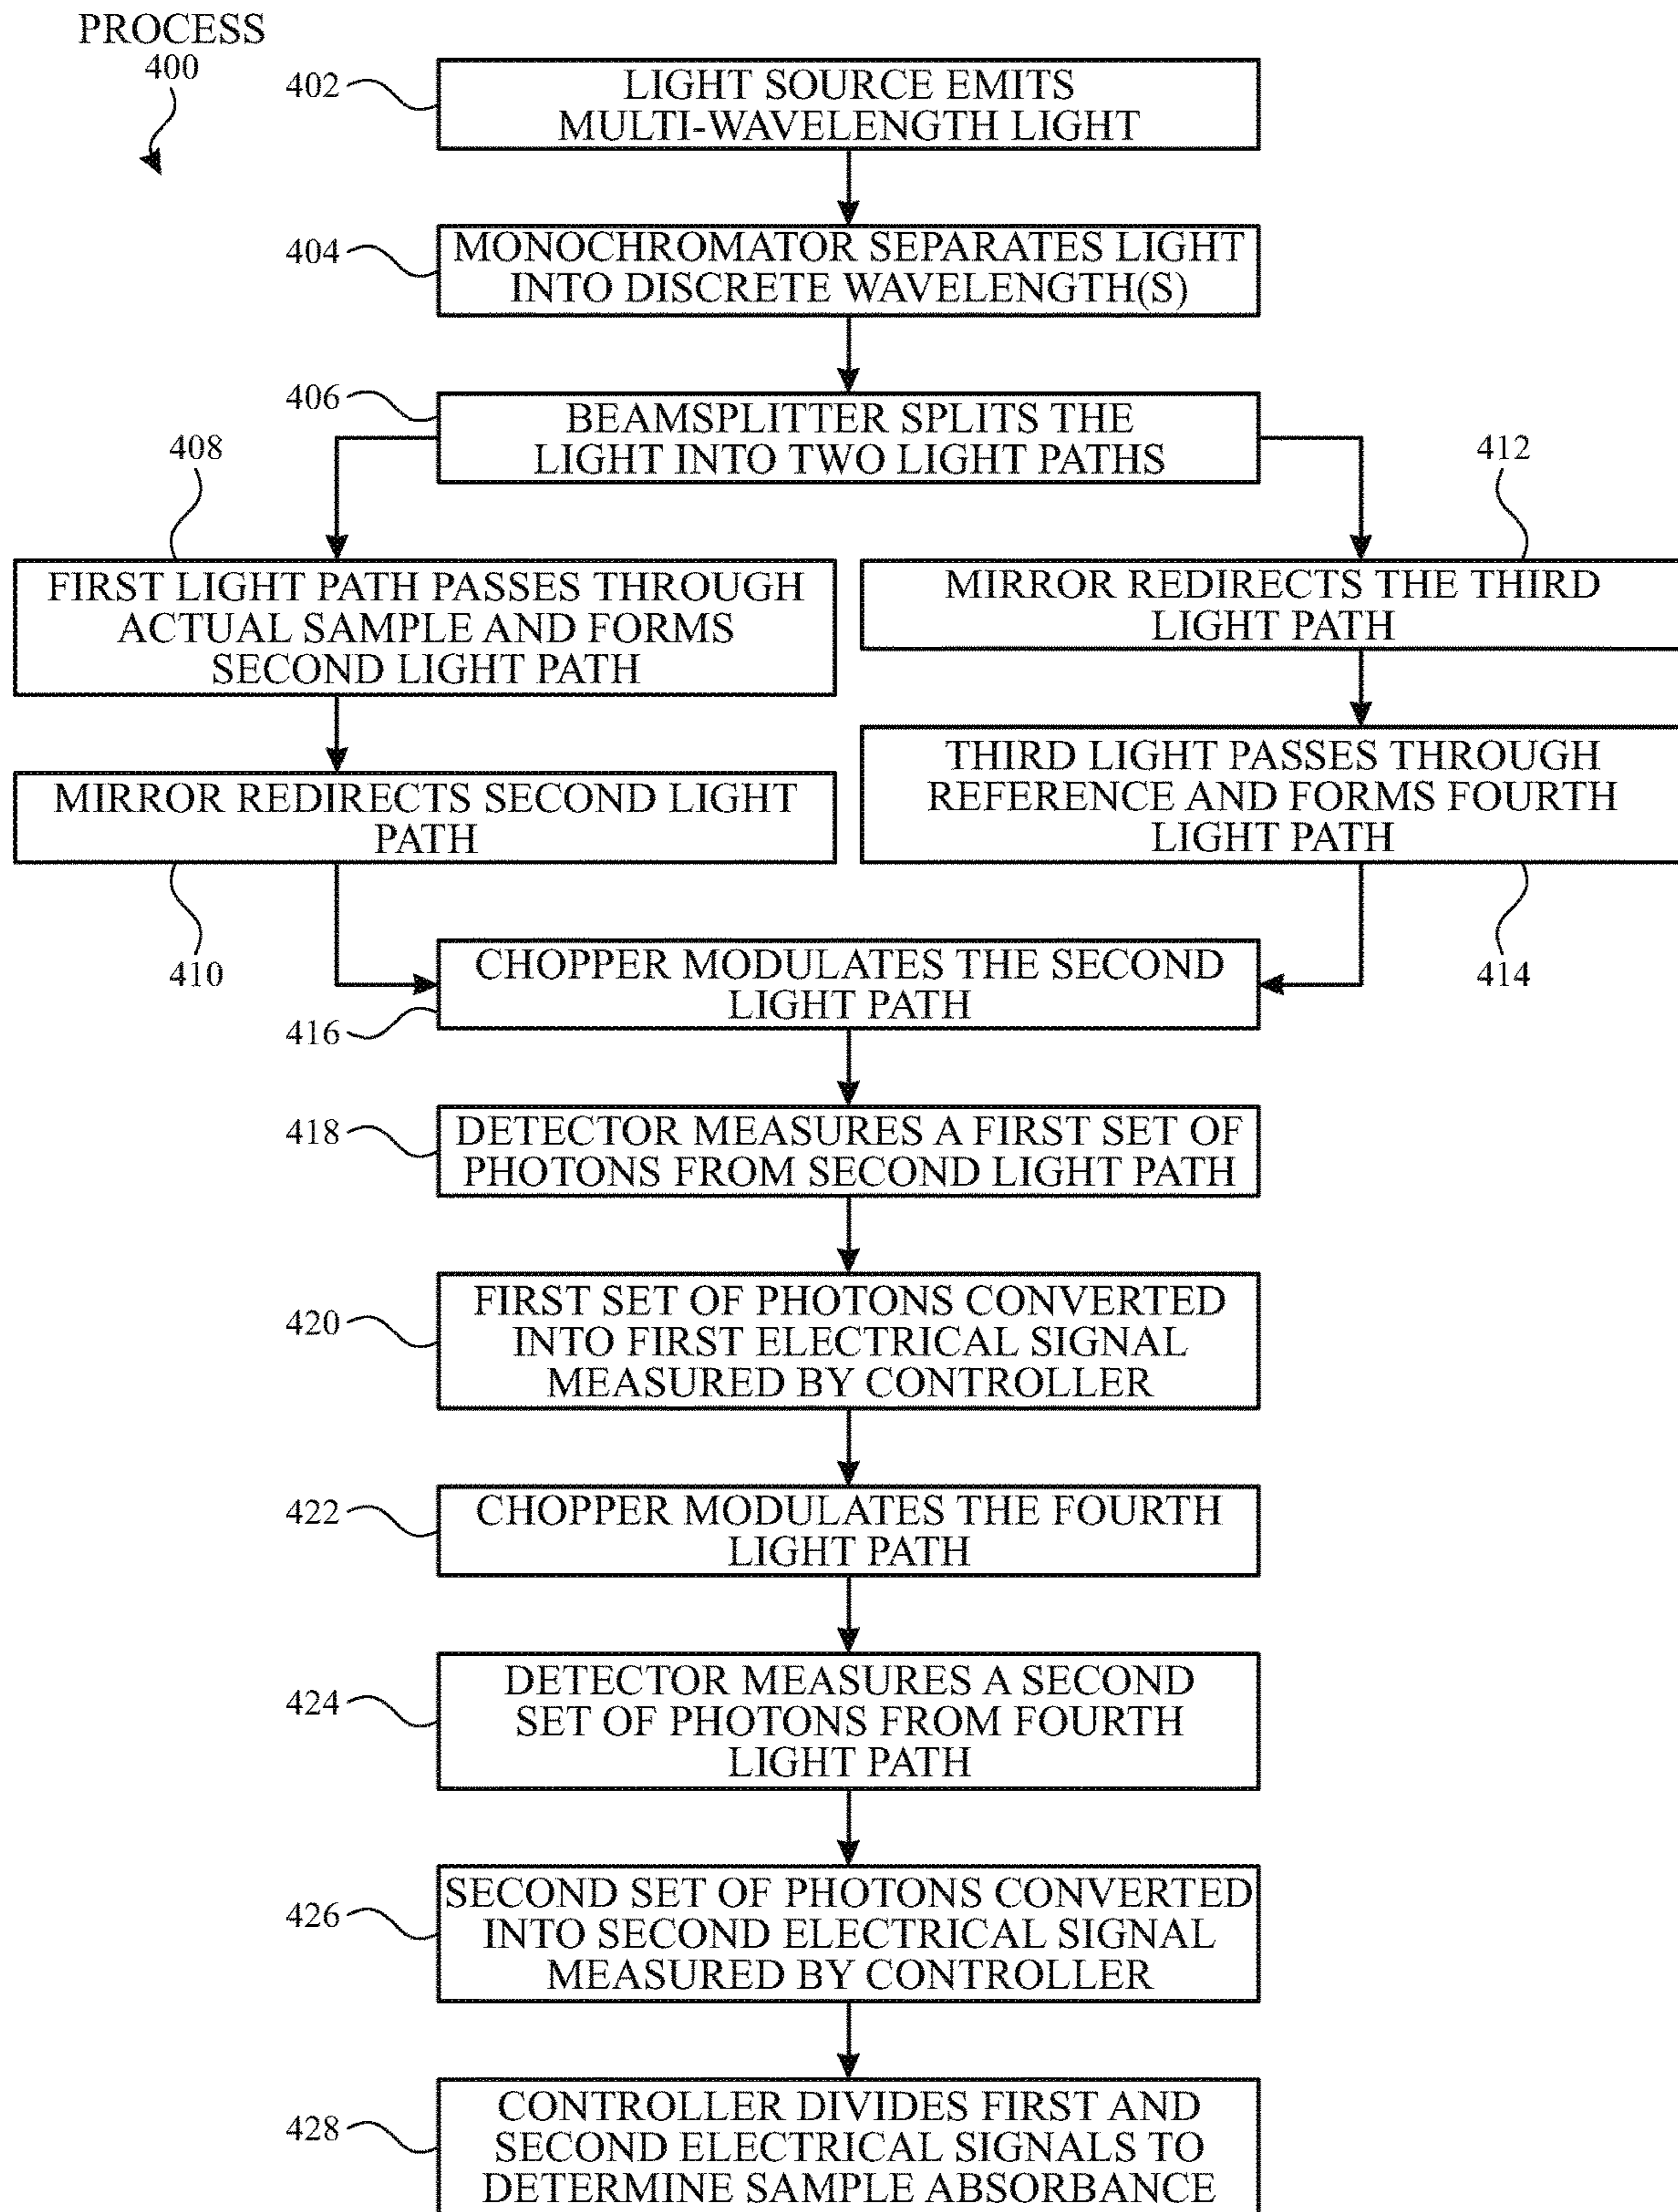 PROCESS
400
402
LIGHT SOURCE EMITS
MULTI-WAVELENGTH LIGHT
404
MONOCHROMATOR SEPARATES LIGHT
INTO DISCRETE WAVELENGTH(S)
406
BEAMSPLITTER SPLITS THE
LIGHT INTO TWO LIGHT PATHS
408
FIRST LIGHT PATH PASSES THROUGH
ACTUAL SAMPLE AND FORMS
SECOND LIGHT PATH
MIRROR REDIRECTS SECOND LIGHT
PATH
410
412
MIRROR REDIRECTS THE THIRD
LIGHT PATH
THIRD LIGHT PASSES THROUGH
REFERENCE AND FORMS FOURTH
LIGHT PATH
414
CHOPPER MODULATES THE SECOND
LIGHT PATH
416
418
DETECTOR MEASURES A FIRST SET OF
PHOTONS FROM SECOND LIGHT PATH
420
FIRST SET OF PHOTONS CONVERTED
INTO FIRST ELECTRICAL SIGNAL
MEASURED BY CONTROLLER
422
CHOPPER MODULATES THE FOURTH
LIGHT PATH
424
DETECTOR MEASURES A SECOND
SET OF PHOTONS FROM FOURTH
LIGHT PATH
426
SECOND SET OF PHOTONS CONVERTED
INTO SECOND ELECTRICAL SIGNAL
MEASURED BY CONTROLLER
428
CONTROLLER DIVIDES FIRST AND
SECOND ELECTRICAL SIGNALS TO
DETERMINE SAMPLE ABSORBANCE